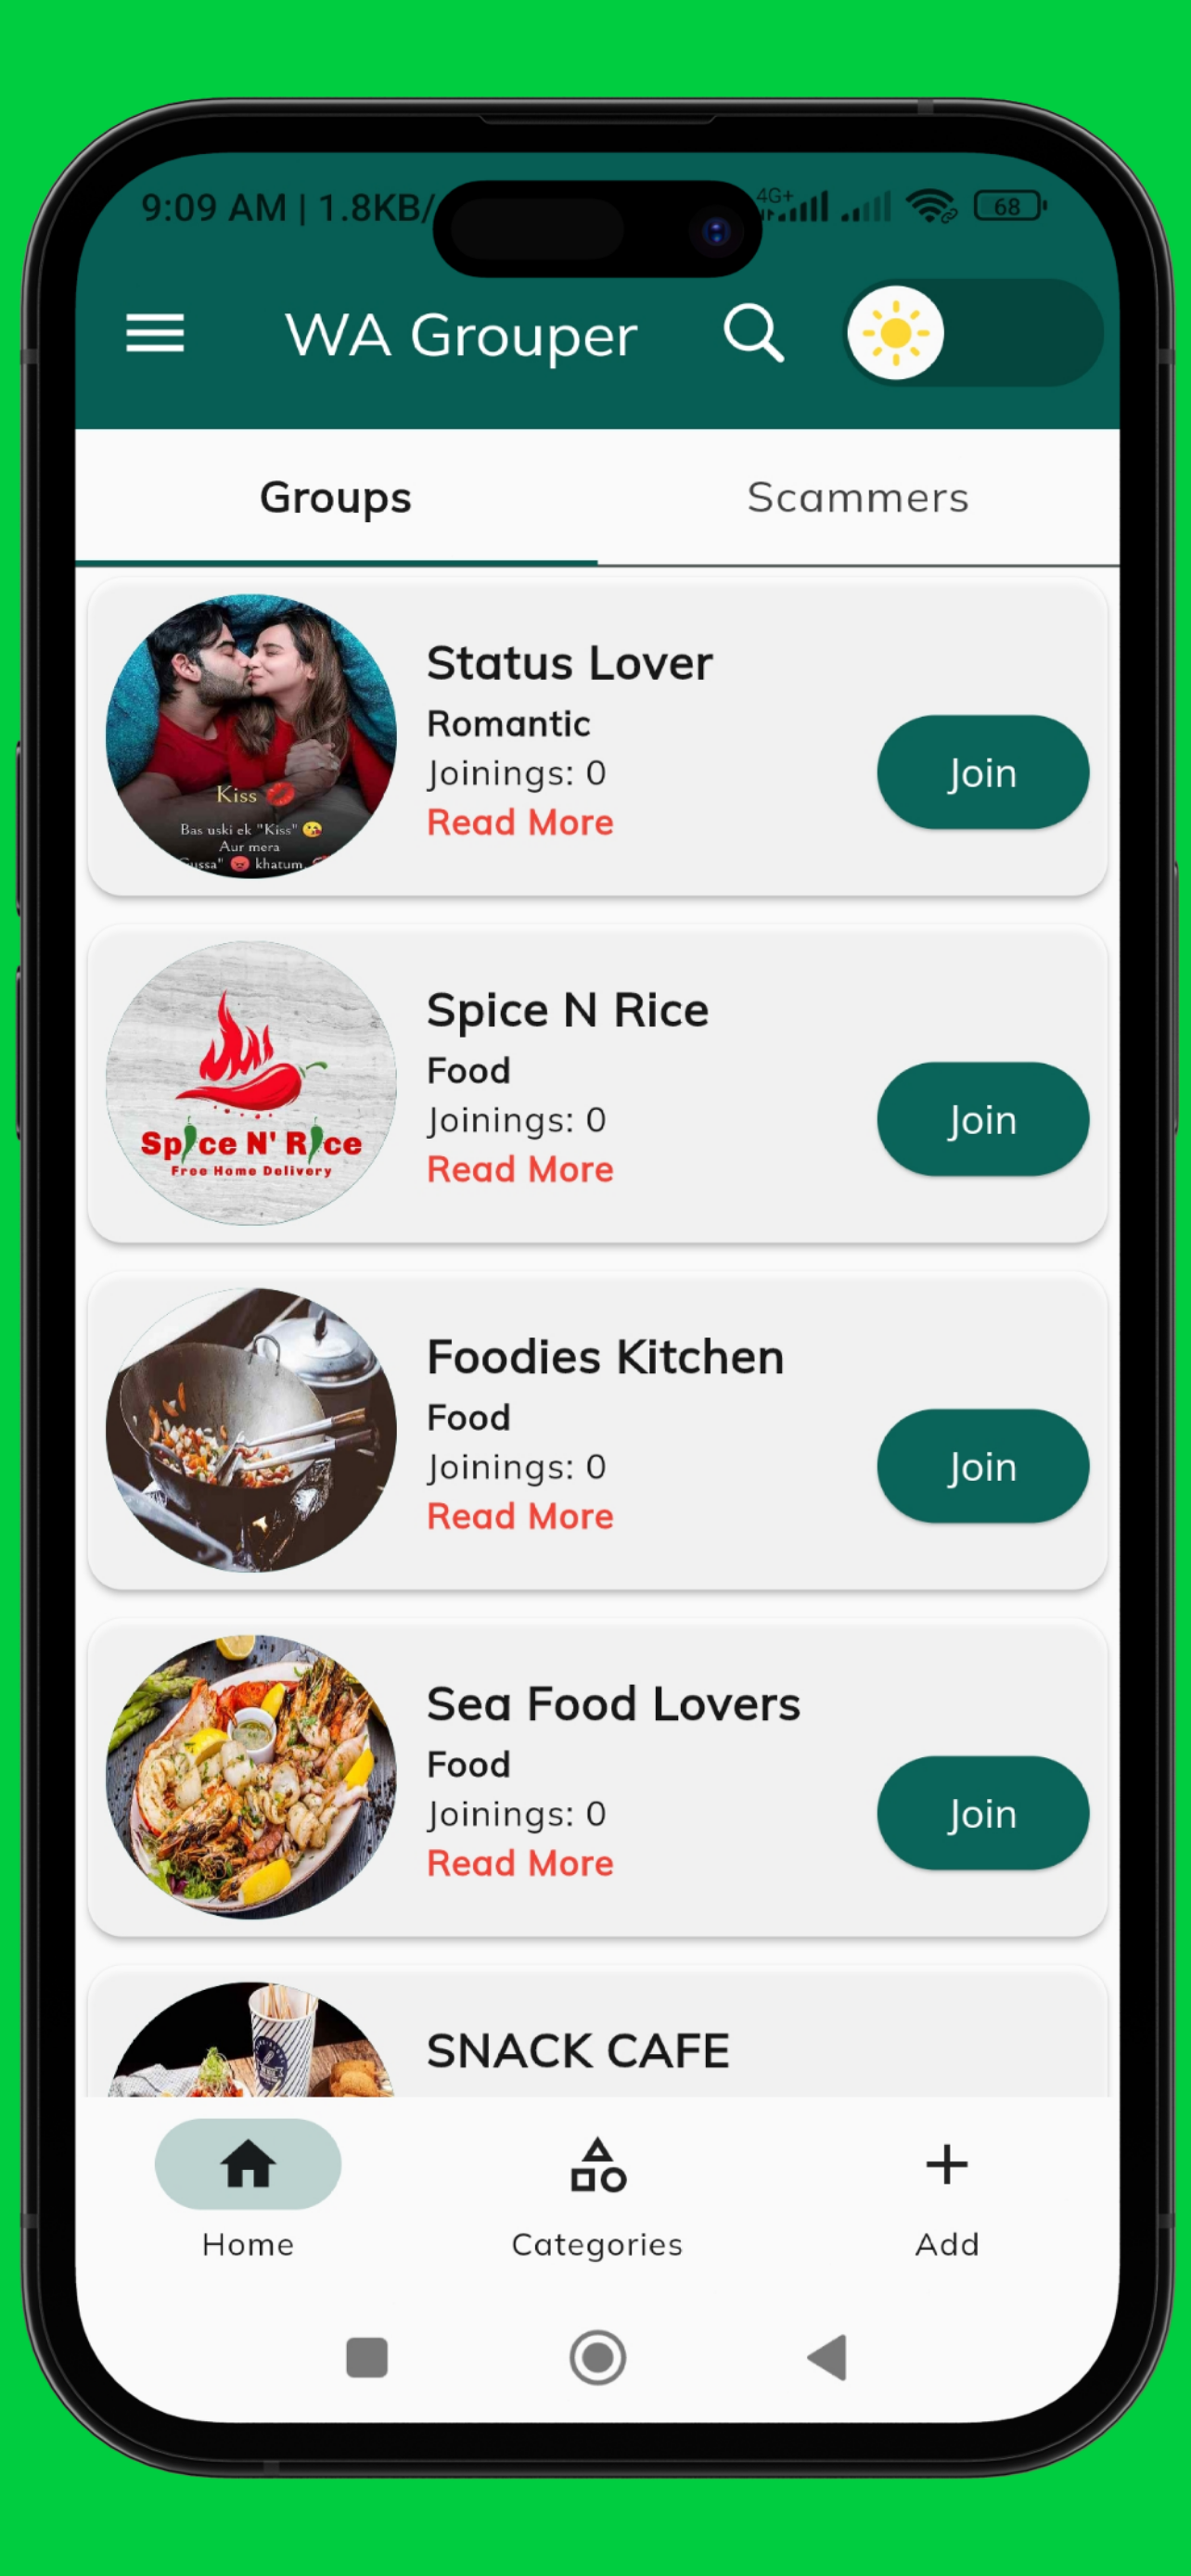 9:09 AM | 1.8KB/
4G+
68
WA Grouper
Groups
Scammers
Kiss
Bas uski ek "Kiss"
Aur mera
khatum
Status Lover
Romantic
Joinings: 0
Read More
Join
Spice N' Rice
Free Home Delivery
Spice N Rice
Food
Joinings: 0
Read More
Join
Foodies Kitchen
Food
Joinings: 0
Read More
Join
Sea Food Lovers
Food
Joinings: 0
Read More
Join
SNACK CAFE
Home
Categories
Add